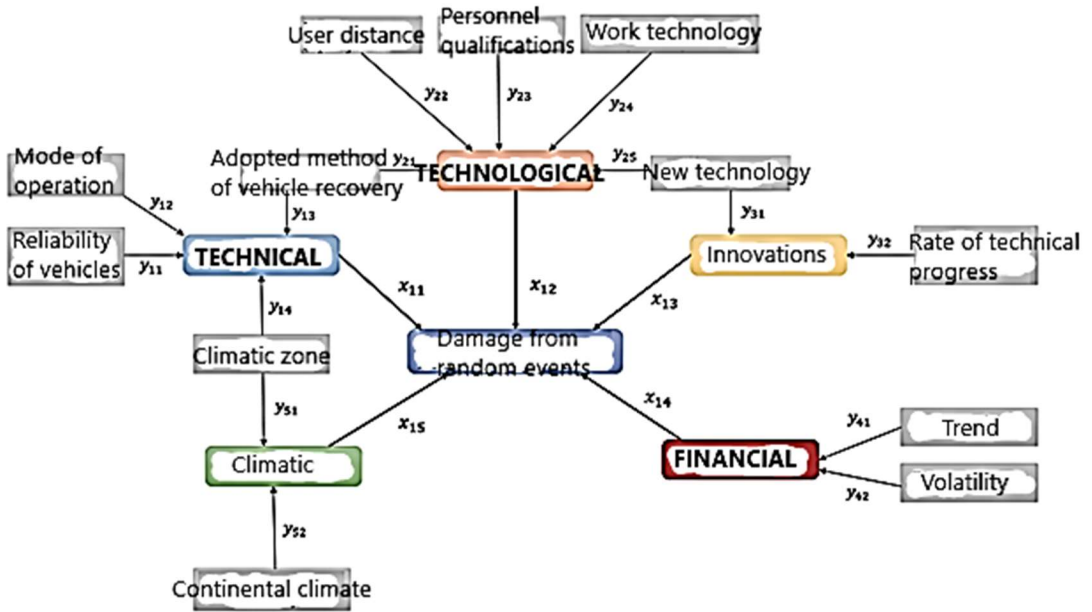 User distance
Personnel
qualifications
Work technology
y22
y23
y24
Mode of
operation
Adopted method
of vehicle recovery
y21
TECHNOLOGICAL
y25
New technology
y12
y13
y31
Reliability
of vehicles
y11
TECHNICAL
Innovations
y32
Rate of technical
progress
x11
x12
x13
y14
Climatic zone
Damage from
random events
y51
x15
x14
y41
Trend
Climatic
FINANCIAL
y42
Volatility
y52
Continental climate